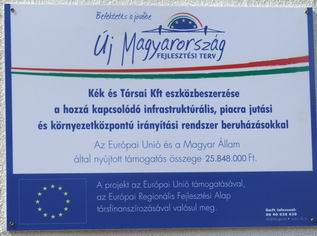 Befektetés a jövőbe
Új Magyarország
FEJLESZTÉSI TERV
Kék és Társai Kft eszközbeszerzése
a hozzá kapcsolódó infrastruktúrális, piacra jutási
és környezetközpontú irányítási rendszer beruházásokkal
Az Európai Unió és a Magyar Állam
által nyújtott támogatás összege 25.848.000 Ft.
A projekt az Európai Unió támogatásával,
az Európai Regionális Fejlesztési Alap
társfinanszírozásával valósul meg.